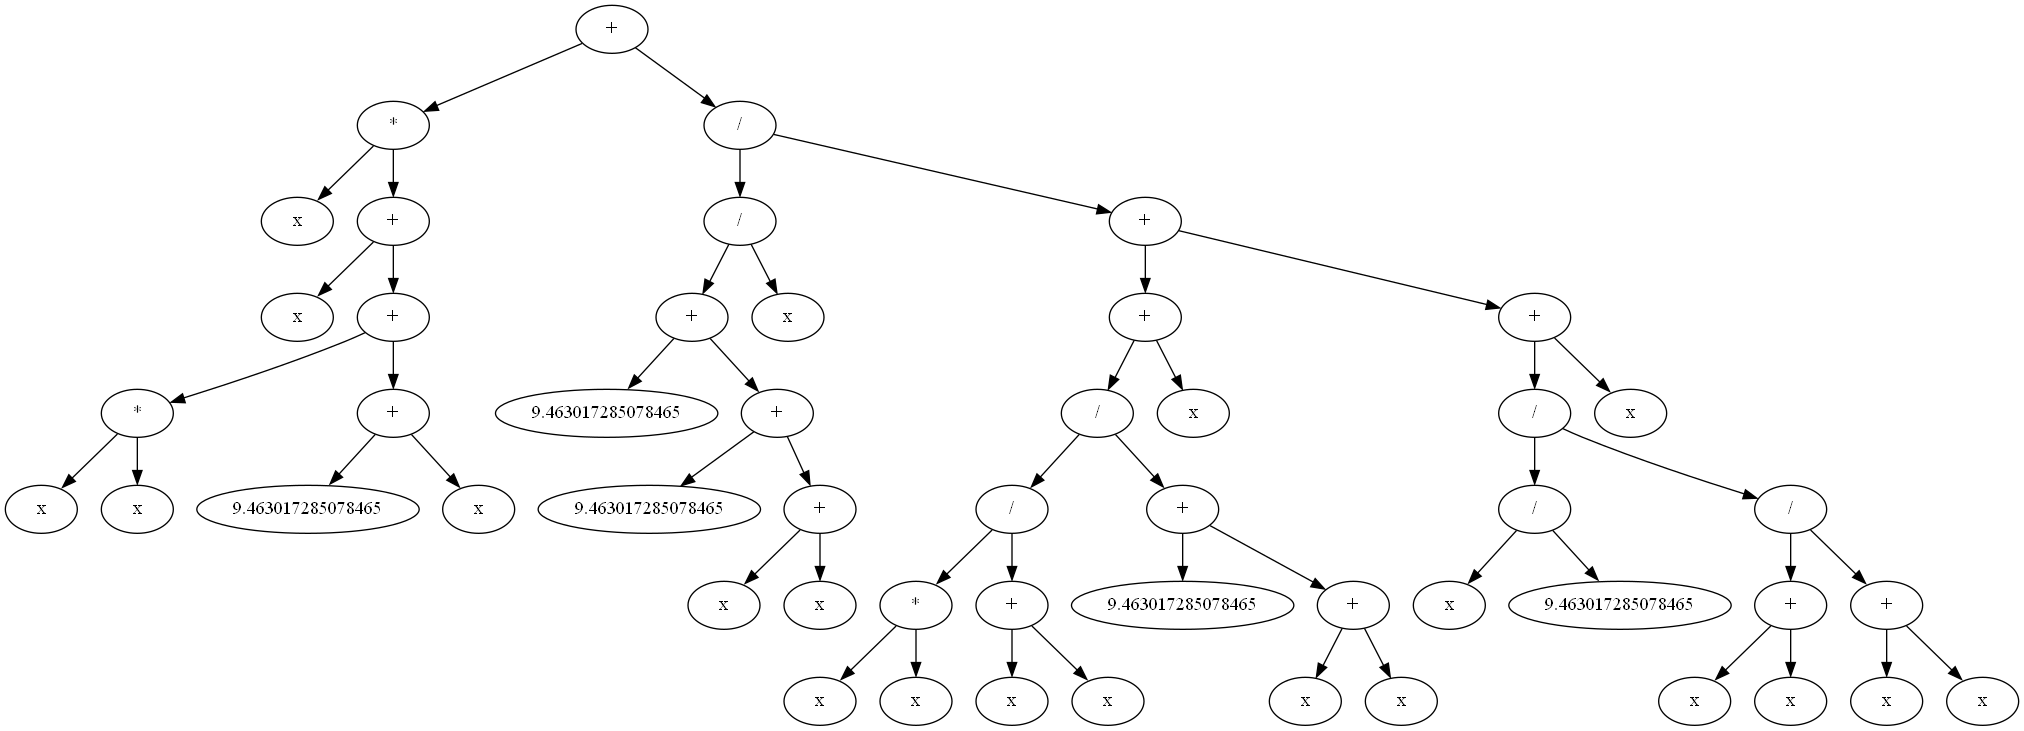 +
* /
x + / +
x + + x + +
* + 9.463017285078465 + / x / x
x x 9.463017285078465 x 9.463017285078465 + / + / /
x x * + 9.463017285078465 + x 9.463017285078465 + +
x x x x x x x x x x